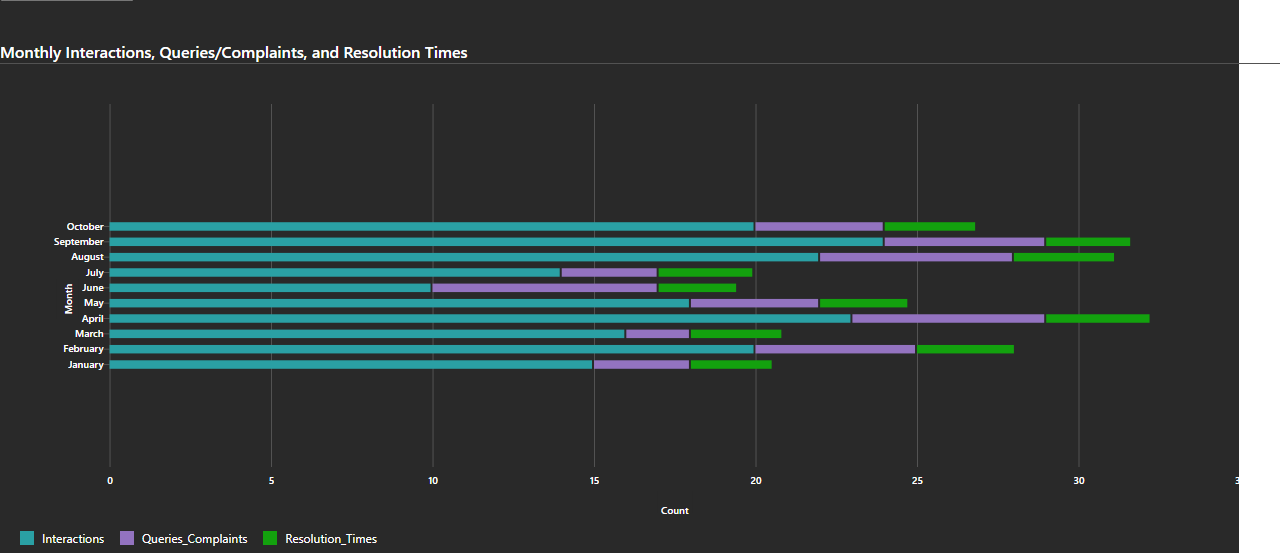 Monthly Interactions, Queries/Complaints, and Resolution Times
October
September
August
July
June
Month
May
April
March
February
January
0 5 10 15 20 25 30
Count
Interactions Queries_Complaints Resolution_Times